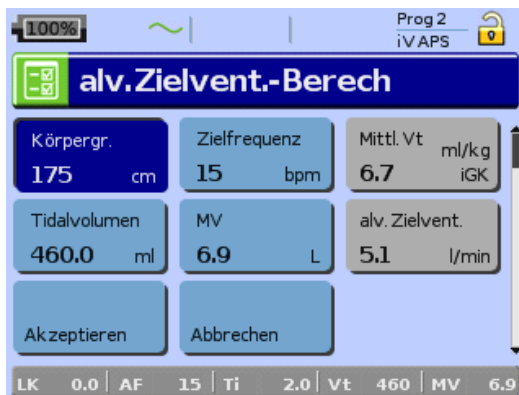 100%
Prog 2
iVAPS
alv.Zielvent.-Berech
Körpergr.
175 cm
Zielfrequenz
15 bpm
Mittl. Vt
6.7 ml/kg iGK
Tidalvolumen
460.0 ml
MV
6.9 L
alv. Zielvent.
5.1 l/min
Akzeptieren
Abbrechen
LK 0.0 AF 15 Ti 2.0 Vt 460 MV 6.9